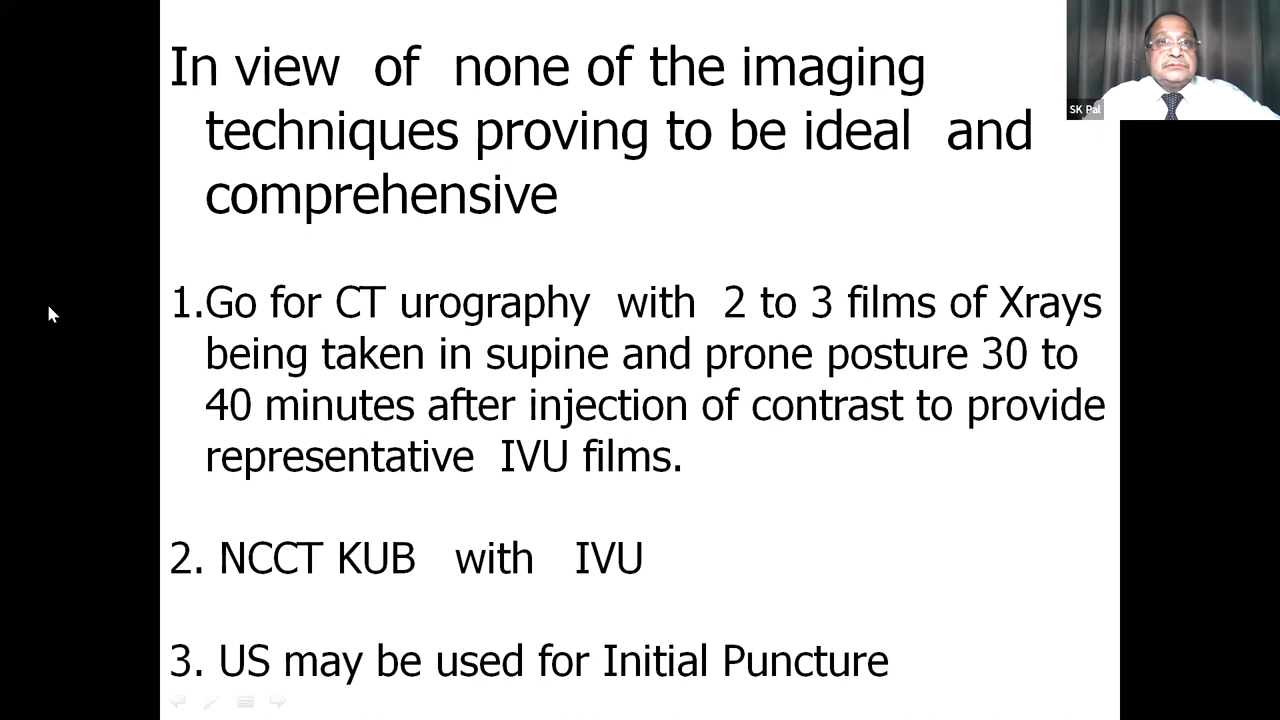 In view of none of the imaging
techniques proving to be ideal and
comprehensive
1.Go for CT urography with 2 to 3 films of Xrays
being taken in supine and prone posture 30 to
40 minutes after injection of contrast to provide
representative IVU films.
2. NCCT KUB with IVU
3. US may be used for Initial Puncture
SK Pal